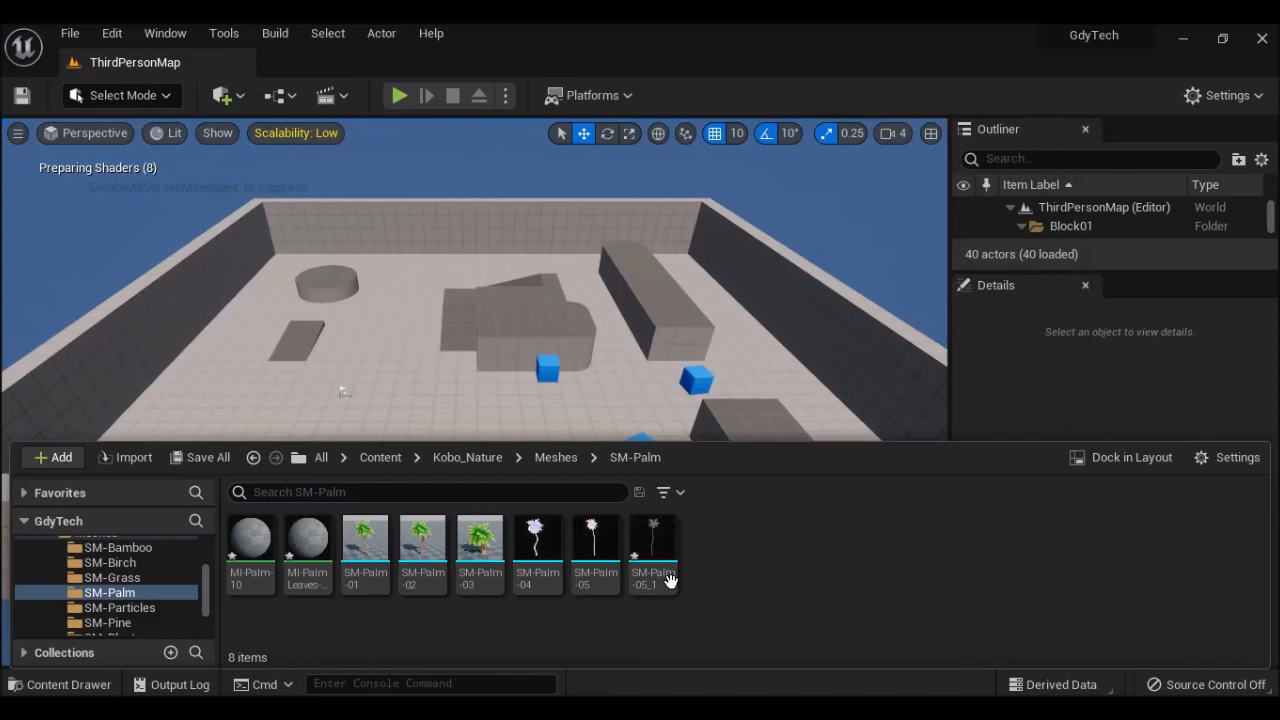 File Edit Window Tools Build Select Actor Help
GdyTech
ThirdPersonMap
Select Mode
Platforms
Settings
Perspective Lit Show Scalability: Low
10 10° 0.25 4
Preparing Shaders (8)
DisableAllScreenMessages' to suppress
Outliner
Search...
Item Label Type
ThirdPersonMap (Editor) World
Block01 Folder
40 actors (40 loaded)
Details
Select an object to view details.
Add Import Save All All Content Kobo_Nature Meshes SM-Palm Dock in Layout Settings
Favorites
Search SM-Palm
GdyTech
SM-Bamboo
SM-Birch
SM-Grass
SM-Palm
SM-Particles
SM-Pine
MI-Palm-
10
MI-Palm
Leaves-...
SM-Palm
-01
SM-Palm
-02
SM-Palm
-03
SM-Palm
-04
SM-Palm
-05
SM-Palm
-05_1
Collections
8 items
Content Drawer Output Log Cmd Enter Console Command Derived Data Source Control Off